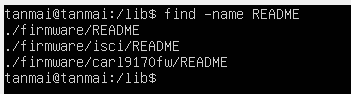 tanmai@tanmai:/lib$ find -name README
./firmware/README
./firmware/isci/README
./firmware/carl9170fw/README
tanmai@tanmai:/lib$